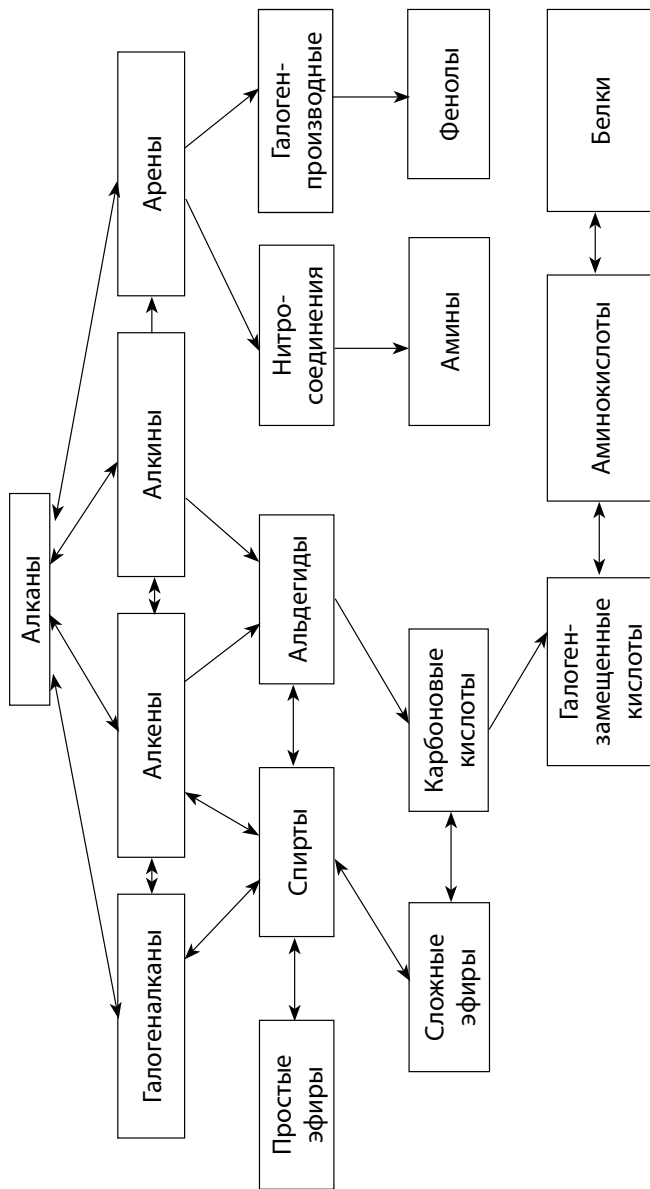 Алканы
Галогеналканы
Алкены
Алкины
Арены
Простые
эфиры
Спирты
Альдегиды
Нитро-
соединения
Галоген-
производные
Сложные
эфиры
Карбоновые
кислоты
Амины
Фенолы
Галоген-
замещенные
кислоты
Аминокислоты
Белки